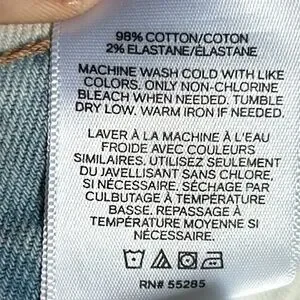 98% COTTON/COTON
2% ELASTANE/ÉLASTANE
MACHINE WASH COLD WITH LIKE
COLORS. ONLY NON-CHLORINE
BLEACH WHEN NEEDED. TUMBLE
DRY LOW. WARM IRON IF NEEDED.
LAVER À LA MACHINE À L'EAU
FROIDE AVEC COULEURS
SIMILAIRES. UTILISEZ SEULEMENT
DU JAVELLISANT SANS CHLORE,
SI NÉCESSAIRE. SÉCHAGE PAR
CULBUTAGE À TEMPÉRATURE
BASSE. REPASSAGE À
TEMPÉRATURE MOYENNE SI
NÉCESSAIRE.
RN# 55285